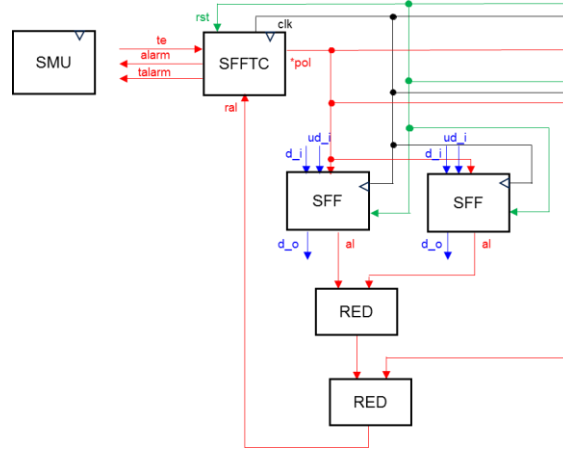 rst
clk
te
alarm
talarm
SMU
SFFTC
*pol
ral
d_i
ud_i
d_i
ud_i
SFF
SFF
d_o
al
d_o
al
RED
RED